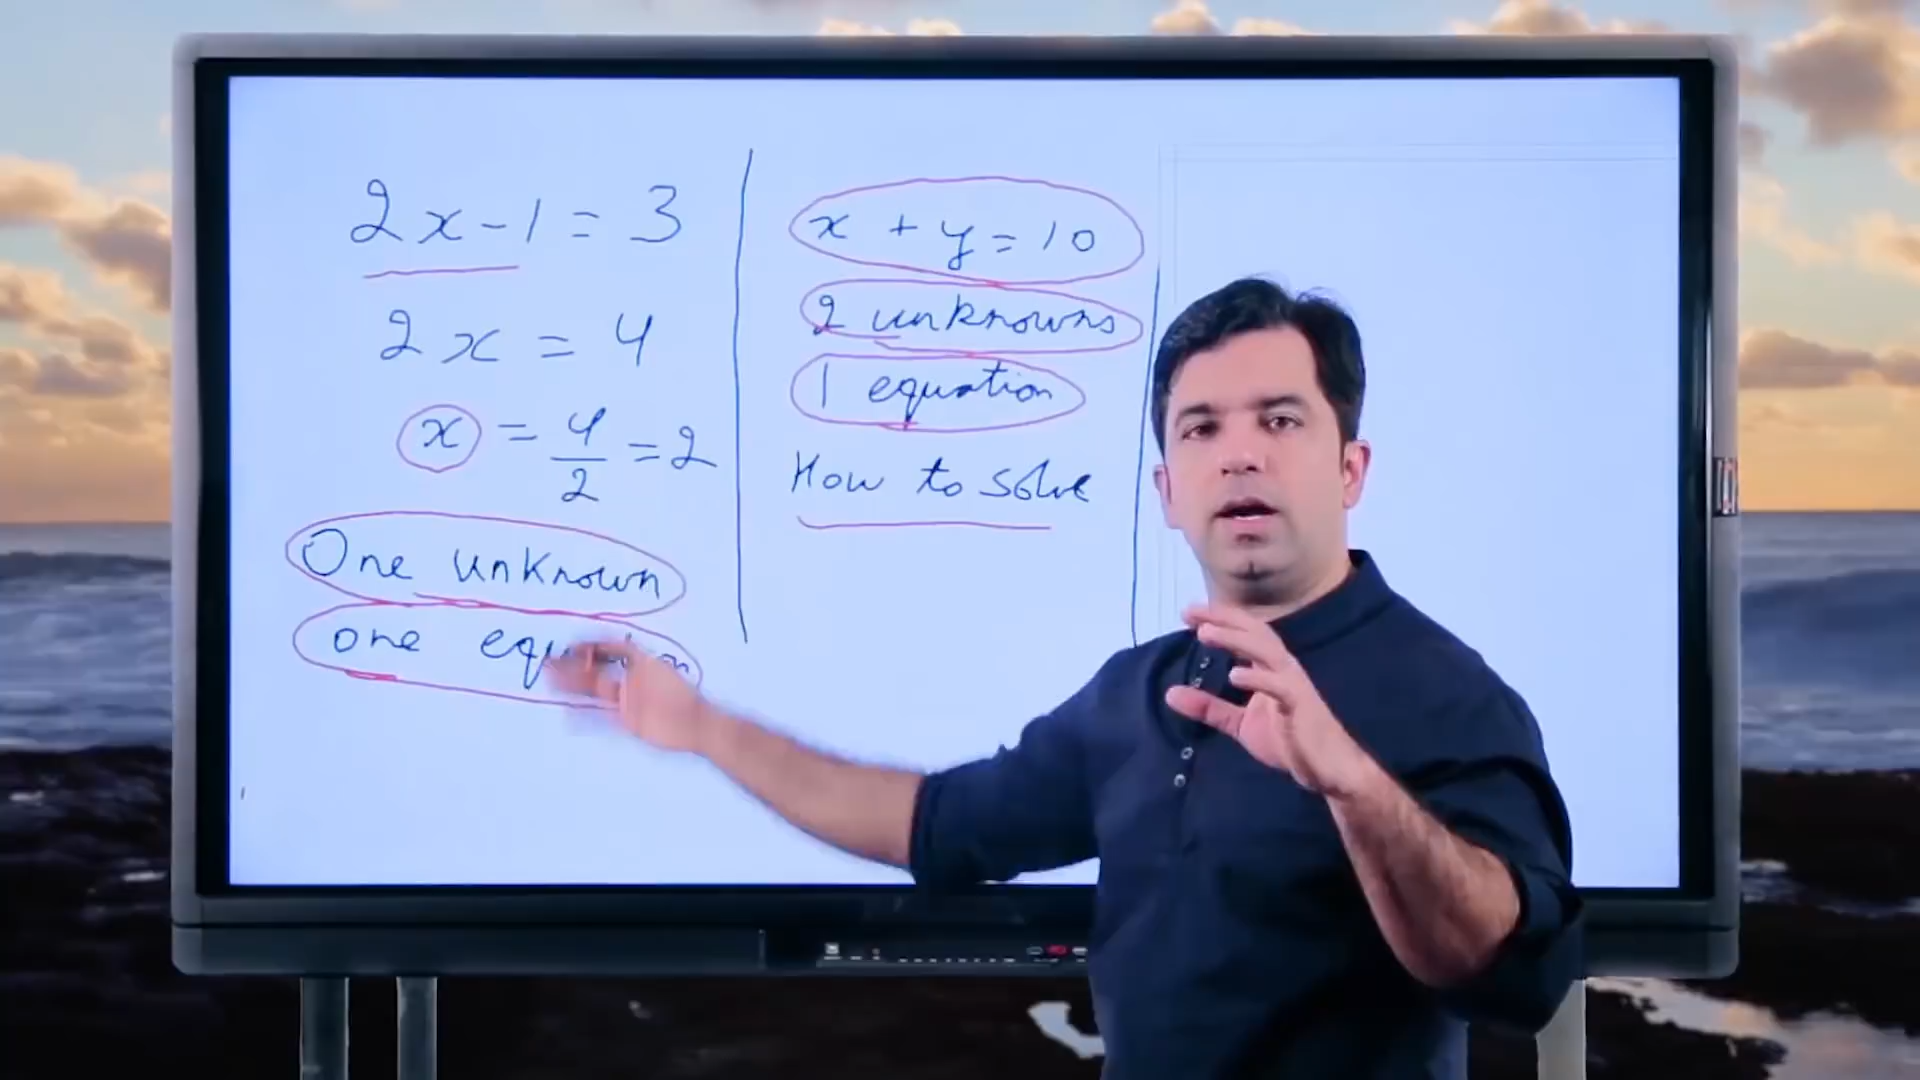 2x-1=3
2x=4
x=4/2=2
One unknown
one
x+y=10
2 unknowns
1 equation
How to solve